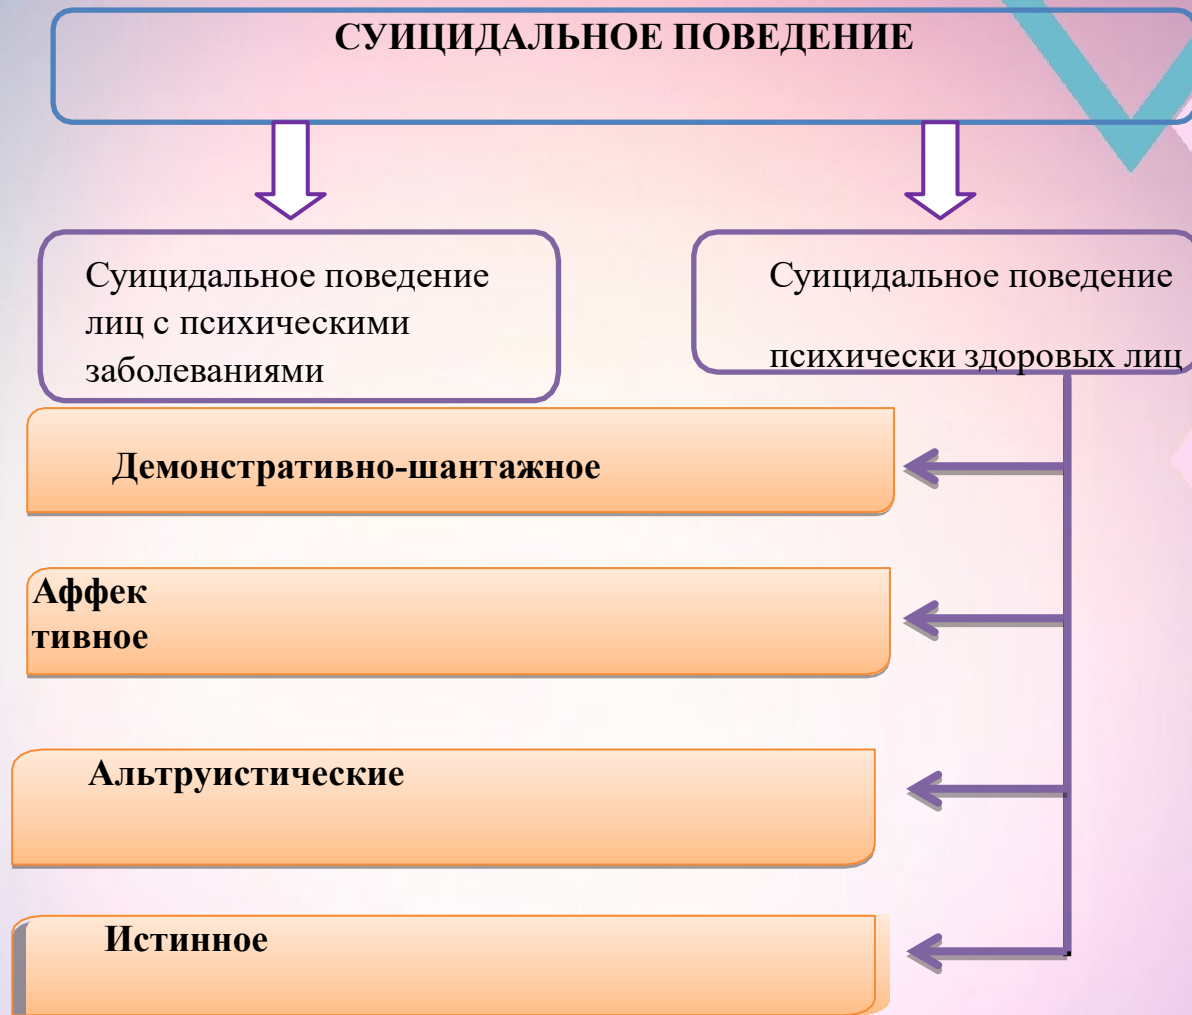 СУИЦИДАЛЬНОЕ ПОВЕДЕНИЕ
Суицидальное поведение
лиц с психическими
заболеваниями
Суицидальное поведение
психически здоровых лиц
Демонстративно-шантажное
Аффек
тивное
Альтруистические
Истинное